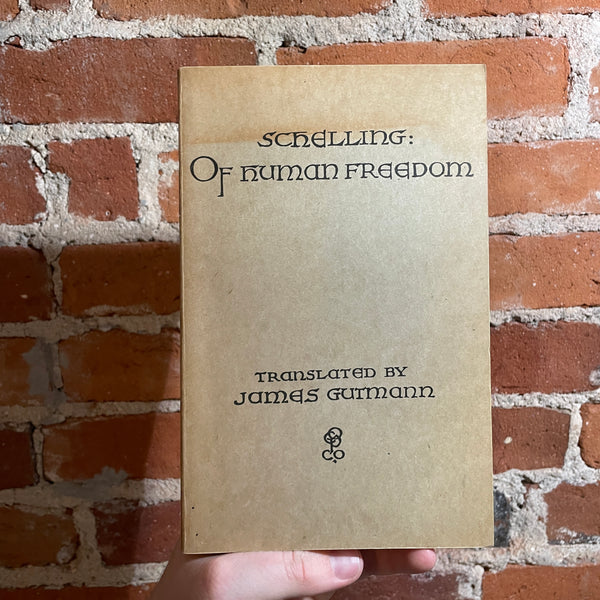 Schelling:
Of Human Freedom
Translated by
James Gutmann